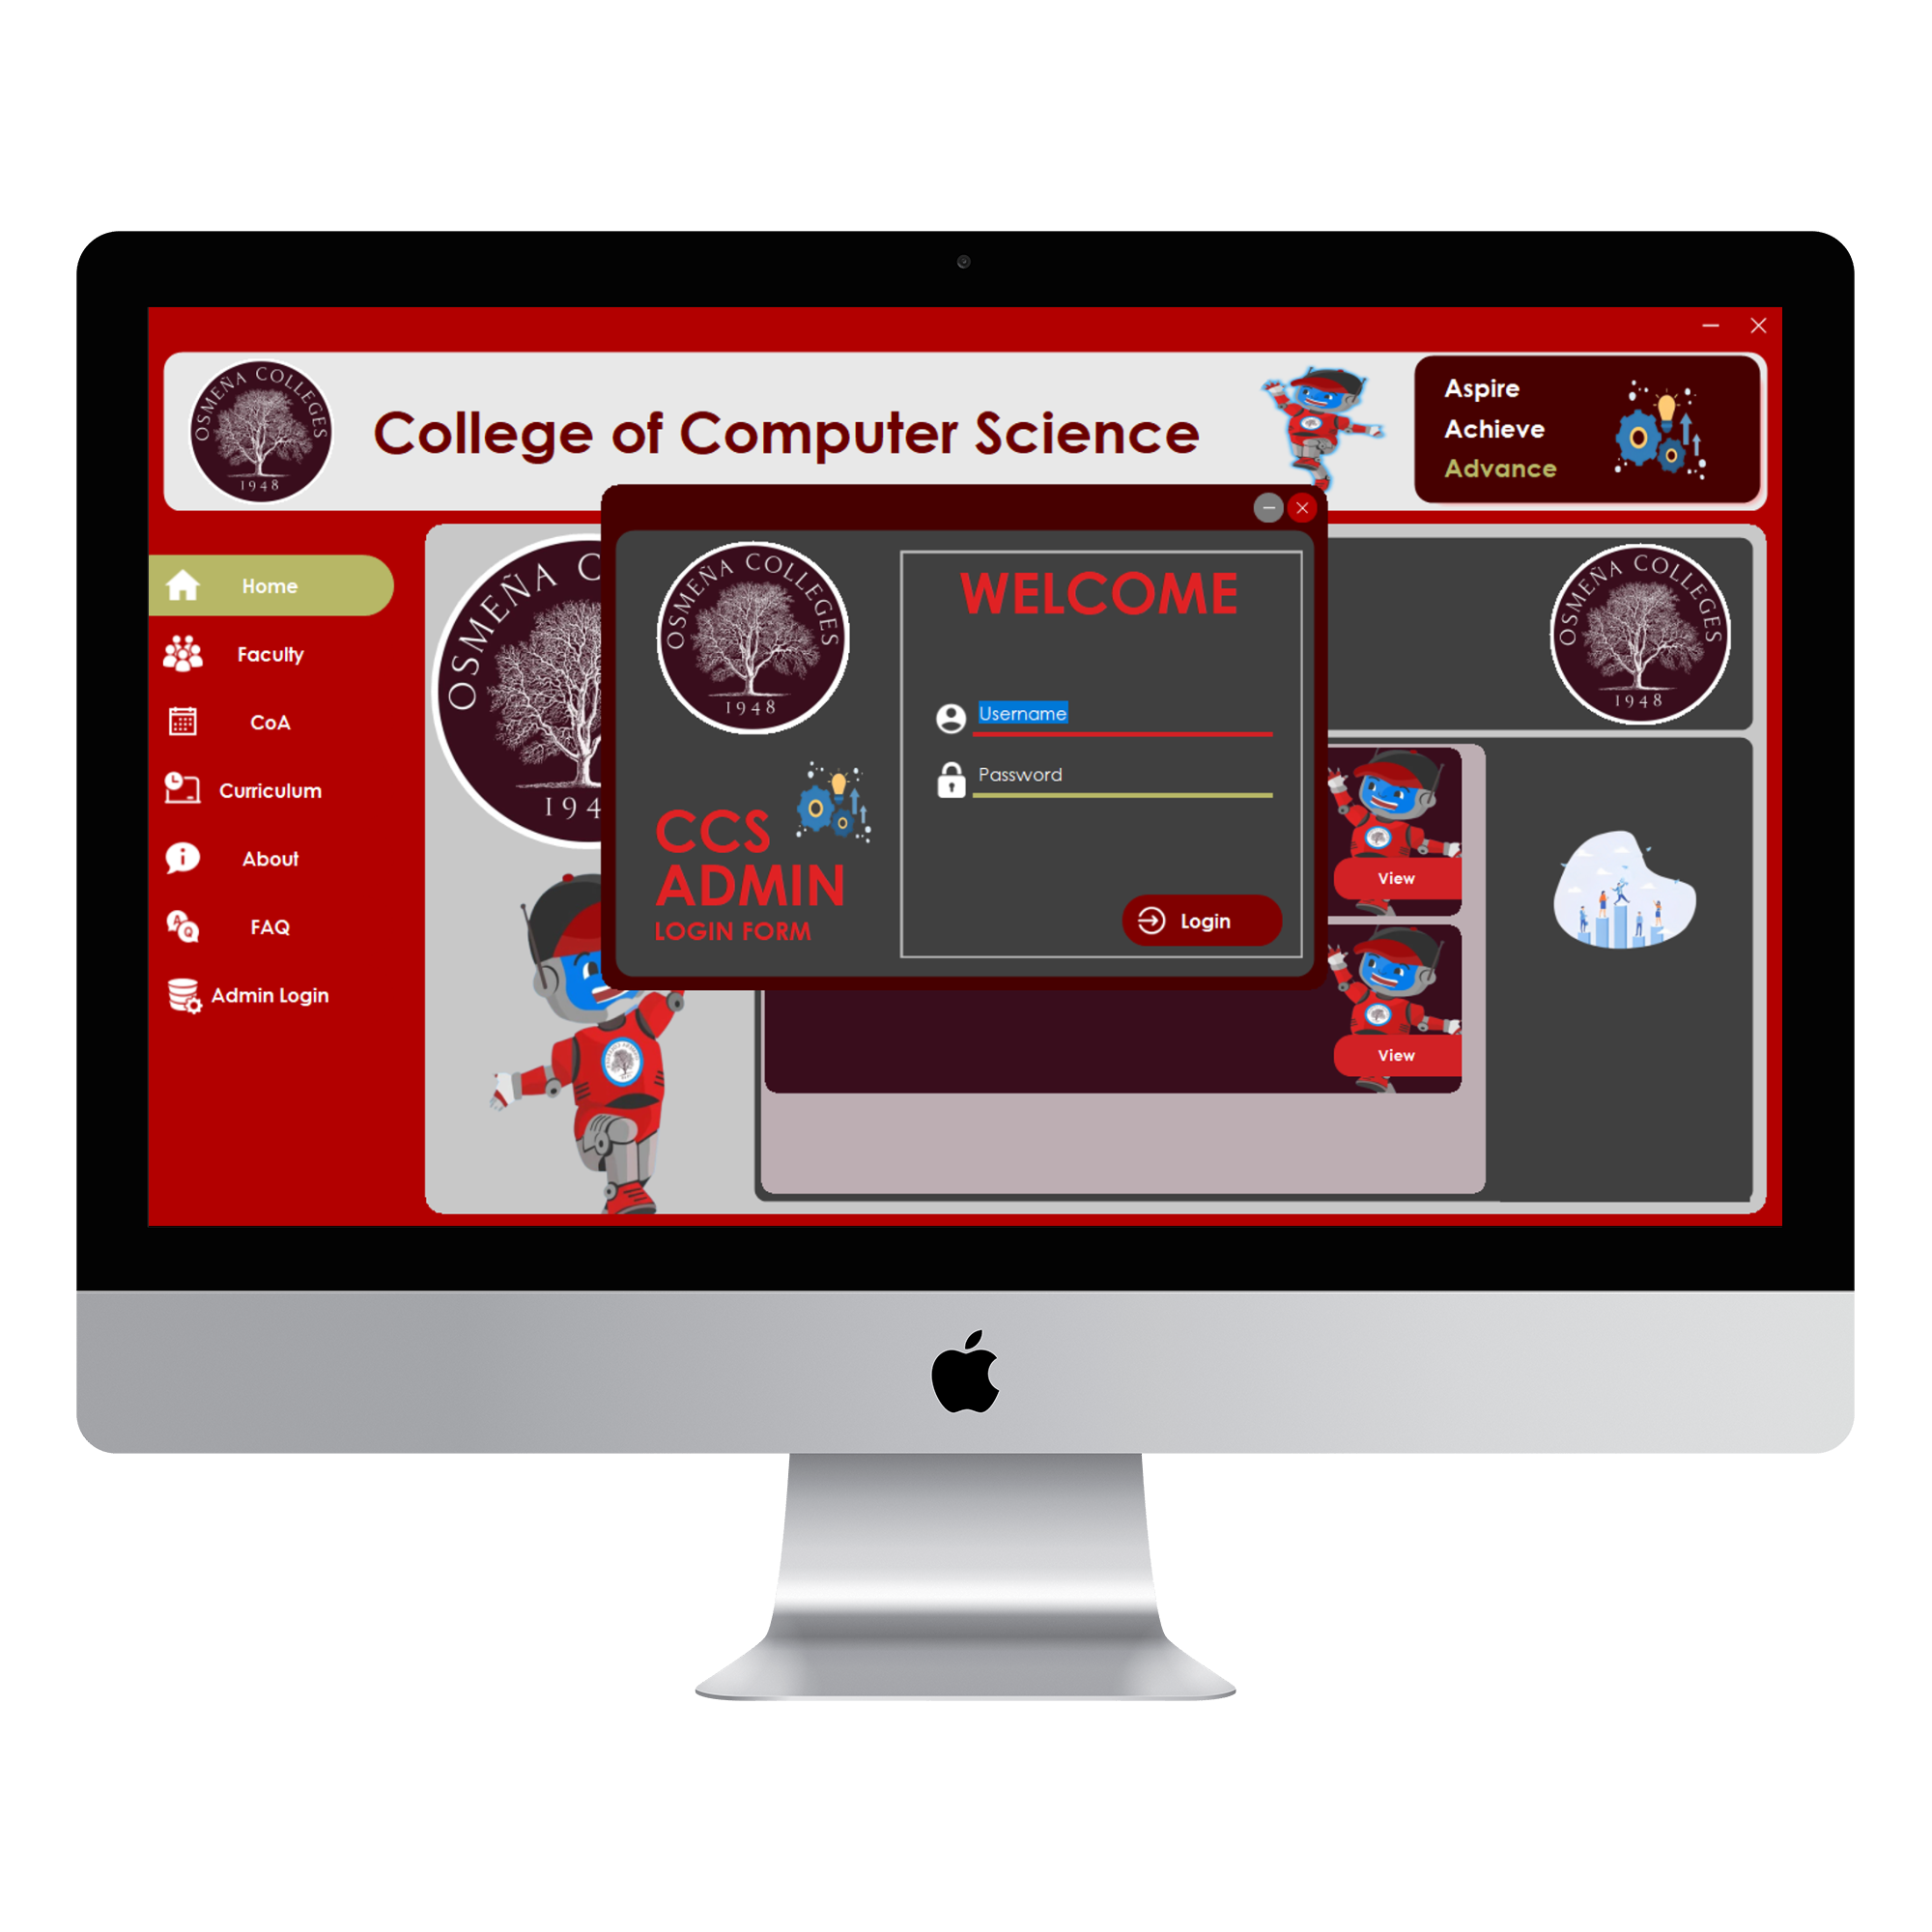 OSMEÑA COLLEGES
1948
College of Computer Science
Aspire
Achieve
Advance
Home
Faculty
CoA
Curriculum
About
FAQ
Admin Login
OSMEÑA C
194
OSMEÑA COLLEGES
1948
CCS
ADMIN
LOGIN FORM
WELCOME
Username
Password
Login
OSMEÑA COLLEGES
1948
View
View
A
Q